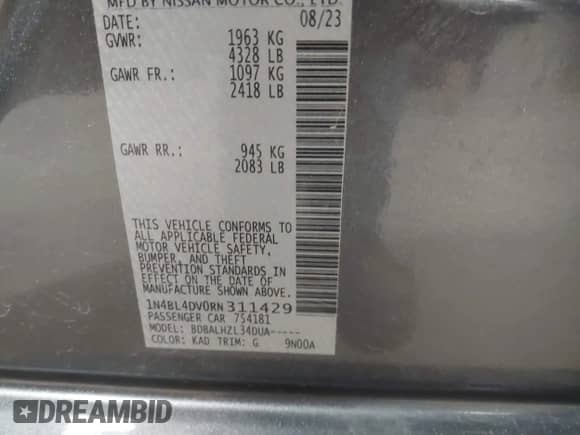 MFD BY NISSAN MOTOR CO., LTD.
DATE: 08/23
GVWR: 1963 KG
4328 LB
GAWR FR.: 1097 KG
2418 LB
GAWR RR.: 945 KG
2083 LB
THIS VEHICLE CONFORMS TO
ALL APPLICABLE FEDERAL
MOTOR VEHICLE SAFETY,
BUMPER, AND THEFT
PREVENTION STANDARDS IN
EFFECT ON THE DATE OF
MANUFACTURE SHOWN ABOVE.
1N4BL4DV0RN311429
PASSENGER CAR 754181
MODEL: BDBALHZL34DUA-----
COLOR: KAD TRIM: G 9N00A
DREAMBID